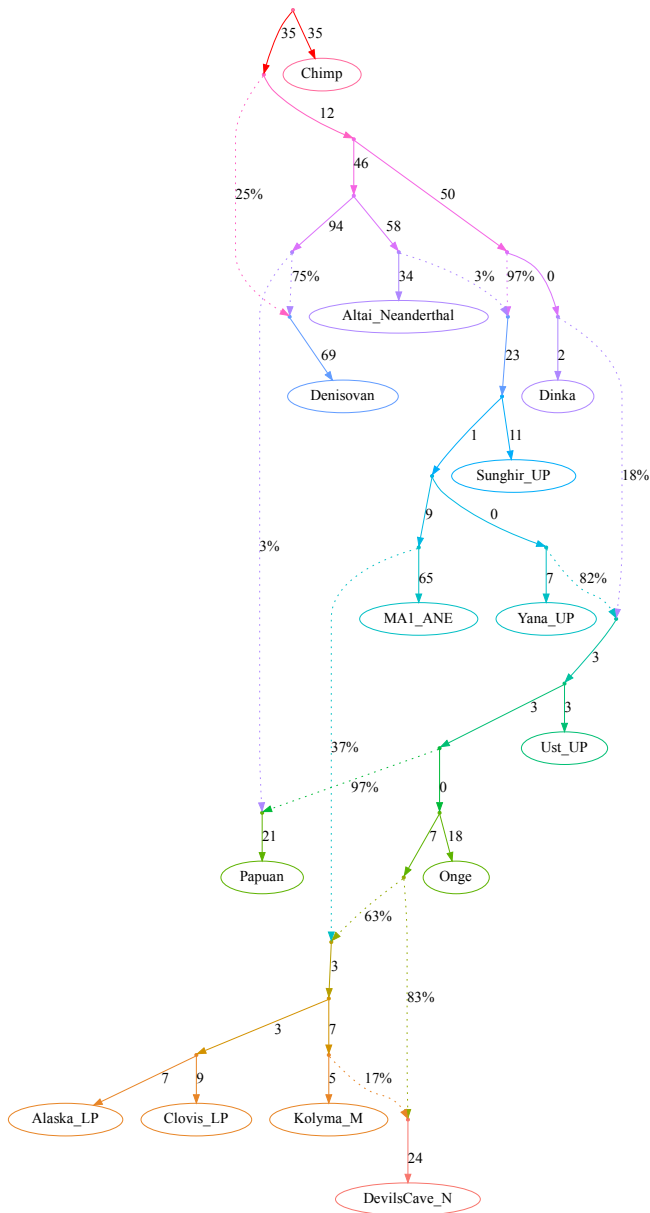 35 35
Chimp
12
46
50
25%
94 58
75% 34 3% 97% 0
Altai_Neanderthal
69 23 2
Denisovan Dinka
1 11
Sunghir_UP 18%
9 0
3% 65 7 82%
MA1_ANE Yana_UP
3
3 3
37% Ust_UP
97% 0
21 7 18
Papuan Onge
63%
3
83%
3 7
7 9 5 17%
Alaska_LP Clovis_LP Kolyma_M
24
DevilsCave_N